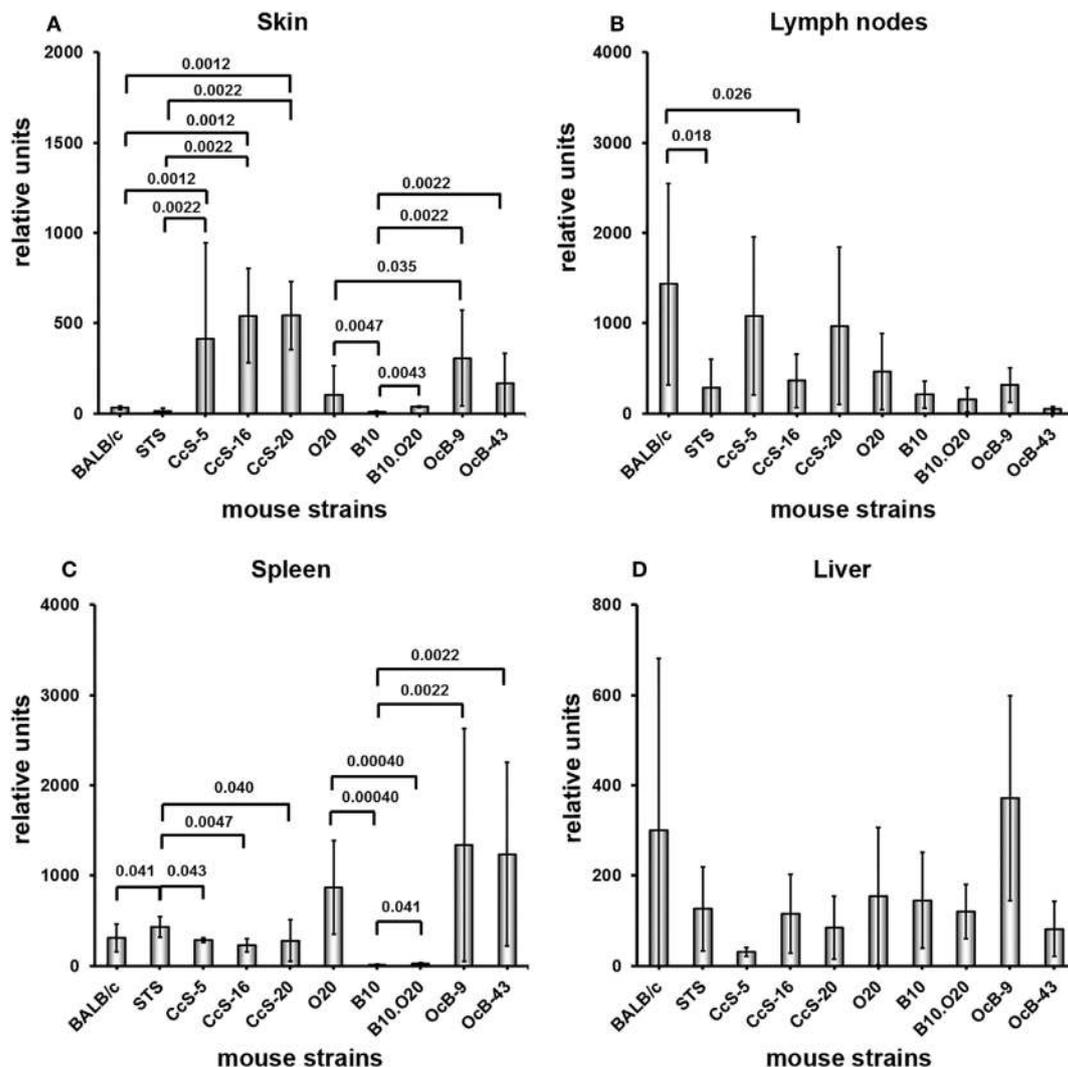 A
Skin
2000
1500
1000
500
0
relative units
0.0012
0.0022
0.0012
0.0022
0.0012
0.0022
0.0022
0.0022
0.035
0.0047
0.0043
BALB/c
STS
CcS-5
CcS-16
CcS-20
O20
B10
B10.O20
OcB-9
OcB-43
mouse strains
B
Lymph nodes
4000
3000
2000
1000
0
relative units
0.026
0.018
BALB/c
STS
CcS-5
CcS-16
CcS-20
O20
B10
B10.O20
OcB-9
OcB-43
mouse strains
C
Spleen
4000
3000
2000
1000
0
relative units
0.0022
0.0022
0.00040
0.00040
0.040
0.0047
0.041
0.043
0.041
BALB/c
STS
CcS-5
CcS-16
CcS-20
O20
B10
B10.O20
OcB-9
OcB-43
mouse strains
D
Liver
800
600
400
200
0
relative units
BALB/c
STS
CcS-5
CcS-16
CcS-20
O20
B10
B10.O20
OcB-9
OcB-43
mouse strains